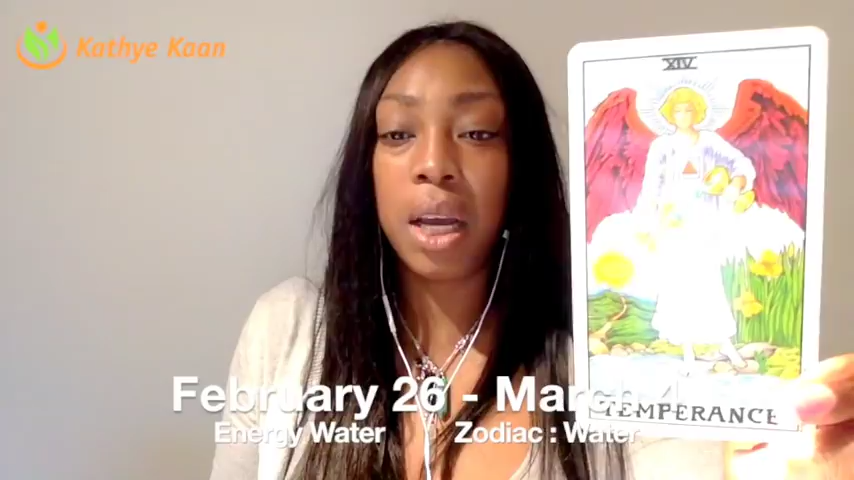 Kathye Kaan
XIV
February 26 - March 4
Energy Water Zodiac : Water
TEMPERANCE